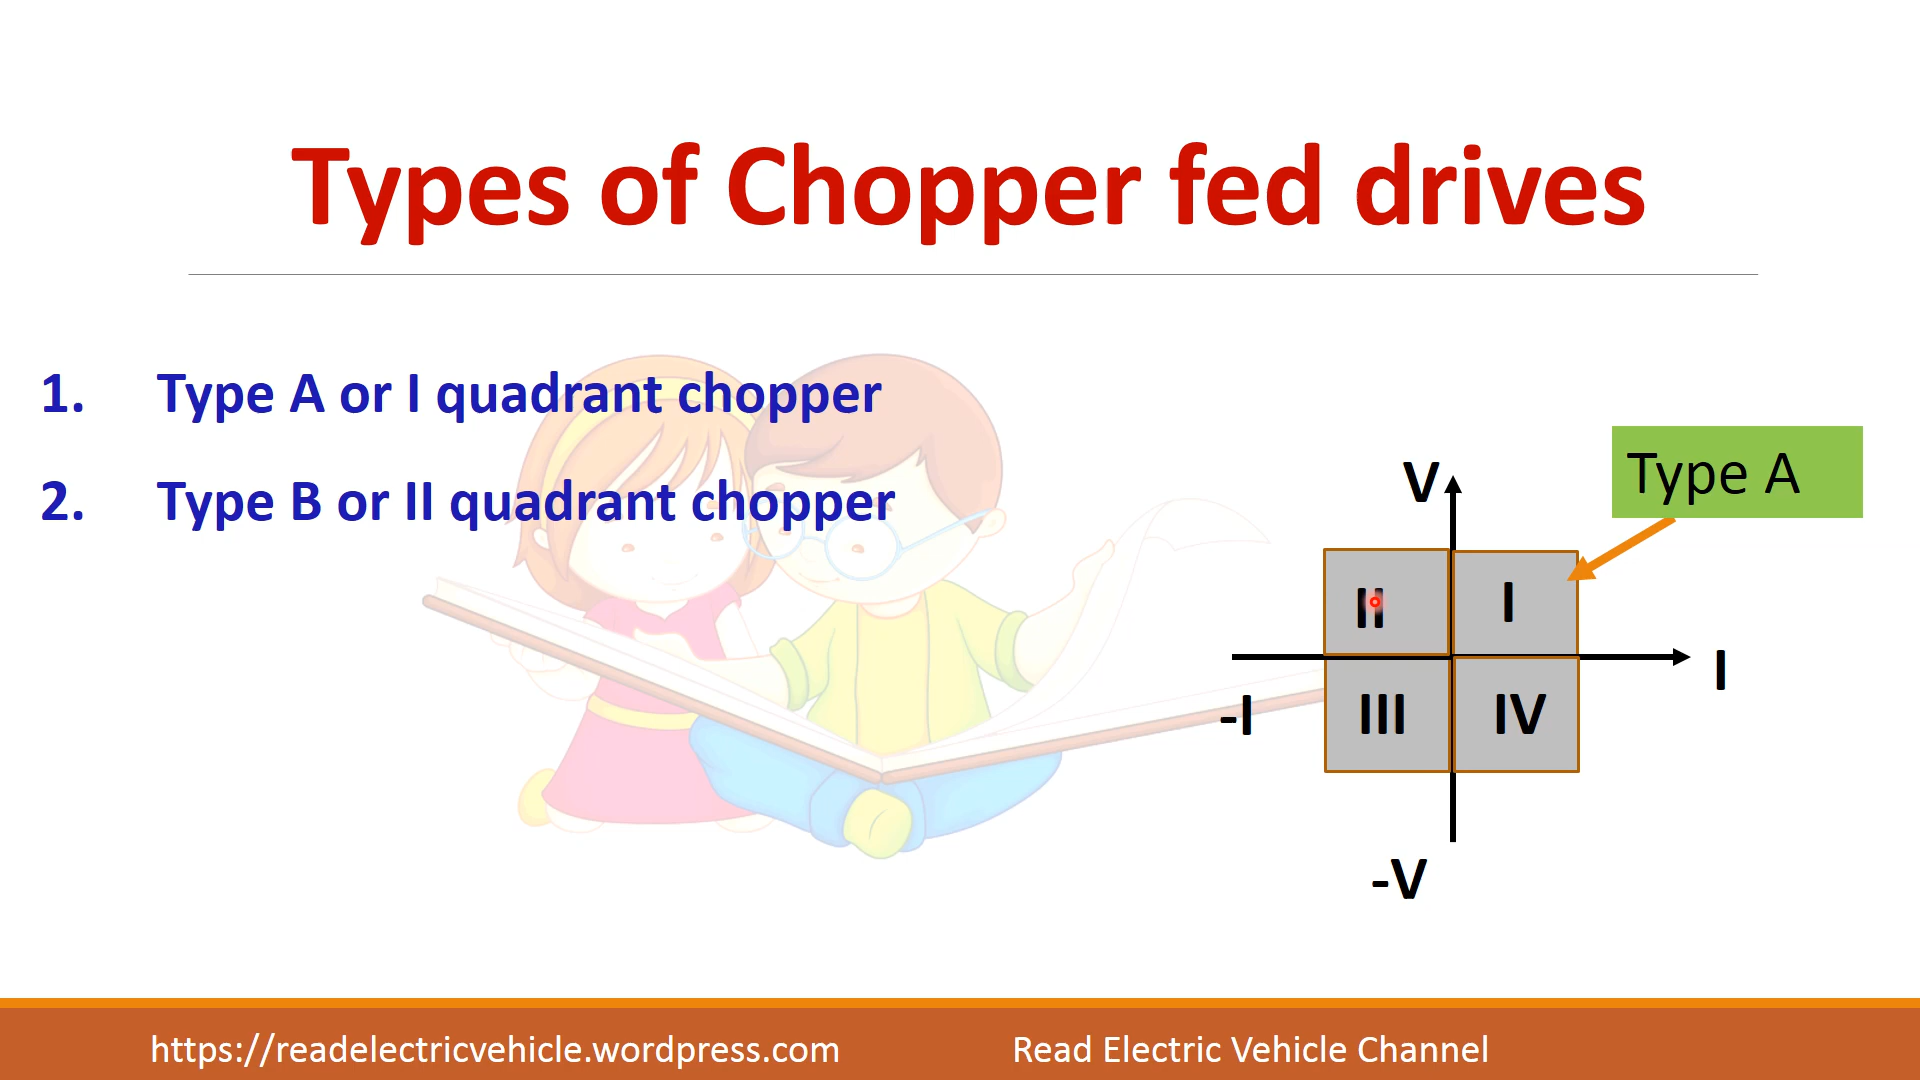 Types of Chopper fed drives
1. Type A or I quadrant chopper
2. Type B or II quadrant chopper
Type A
V
II
I
I
-I
III
IV
-V
https://readelectricvehicle.wordpress.com
Read Electric Vehicle Channel